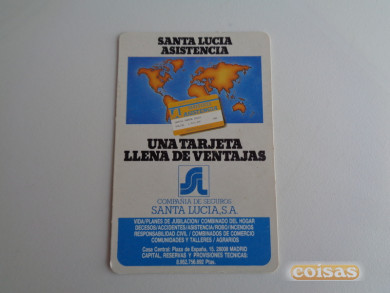 SANTA LUCIA
ASISTENCIA
UNA TARJETA
LLENA DE VENTAJAS
COMPAÑIA DE SEGUROS
SANTA LUCIA, S.A.
VIDA/PLANES DE JUBILACION/ COMBINADO DEL HOGAR
DECESOS/ACCIDENTES/ASISTENCIA/ROBO/INCENDIOS
RESPONSABILIDAD CIVIL / COMBINADOS DE COMERCIO
COMUNIDADES Y TALLERES / AGRARIOS
Casa Central: Plaza de España, 15. 28008 MADRID
CAPITAL, RESERVAS Y PROVISIONES TECNICAS:
Ptas.
coisas